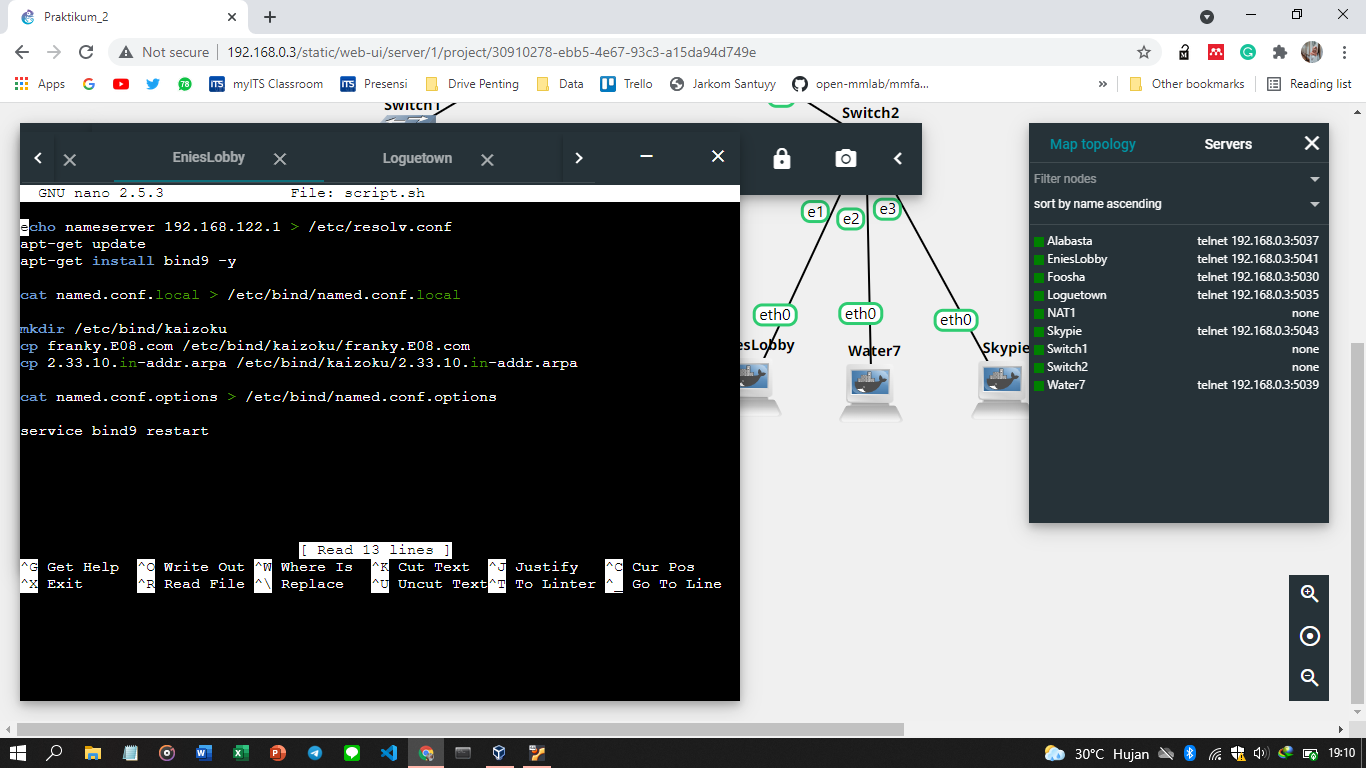 Praktikum_2
Not secure
192.168.0.3/static/web-ui/server/1/project/30910278-ebb5-4e67-93c3-a15da94d749e
Apps
myITS Classroom
Presensi
Drive Penting
Data
Trello
Jarkom Santuyy
open-mmlab/mmfa...
»
Other bookmarks
Reading list
Switch1
Switch2
EniesLobby
Loguetown
GNU nano 2.5.3 File: script.sh
echo nameserver 192.168.122.1 > /etc/resolv.conf
apt-get update
apt-get install bind9 -y
cat named.conf.local > /etc/bind/named.conf.local
mkdir /etc/bind/kaizoku
cp franky.E08.com /etc/bind/kaizoku/franky.E08.com
cp 2.33.10.in-addr.arpa /etc/bind/kaizoku/2.33.10.in-addr.arpa
cat named.conf.options > /etc/bind/named.conf.options
service bind9 restart
[ Read 13 lines ]
^G Get Help ^O Write Out ^W Where Is ^K Cut Text ^J Justify ^C Cur Pos
^X Exit ^R Read File ^\ Replace ^U Uncut Text ^T To Linter ^_ Go To Line
e1
e2
e3
eth0
eth0
eth0
esLobby
Water7
Skypie
Map topology
Servers
Filter nodes
sort by name ascending
Alabasta telnet 192.168.0.3:5037
EniesLobby telnet 192.168.0.3:5041
Foosha telnet 192.168.0.3:5030
Loguetown telnet 192.168.0.3:5035
NAT1 none
Skypie telnet 192.168.0.3:5043
Switch1 none
Switch2 none
Water7 telnet 192.168.0.3:5039
30°C Hujan
19:10